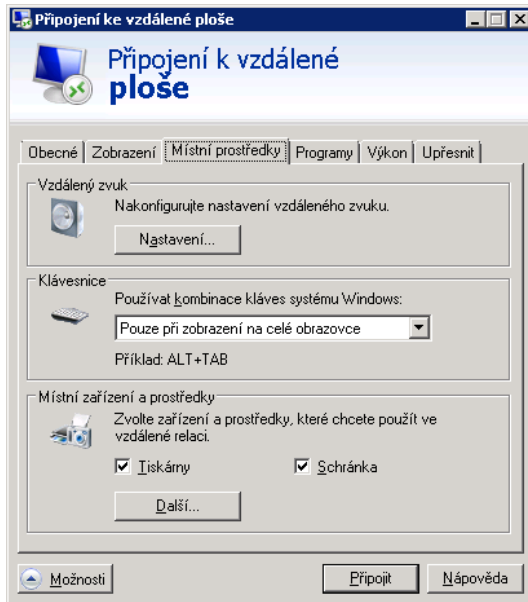 Připojení ke vzdálené ploše
Připojení k vzdálené
ploše
Obecné
Zobrazení
Místní prostředky
Programy
Výkon
Upřesnit
Vzdálený zvuk
Nakonfigurujte nastavení vzdáleného zvuku.
Nastavení...
Klávesnice
Používat kombinace kláves systému Windows:
Pouze při zobrazení na celé obrazovce
Příklad: ALT+TAB
Místní zařízení a prostředky
Zvolte zařízení a prostředky, které chcete použít ve
vzdálené relaci.
Tiskárny
Schránka
Další...
Možnosti
Připojit
Nápověda